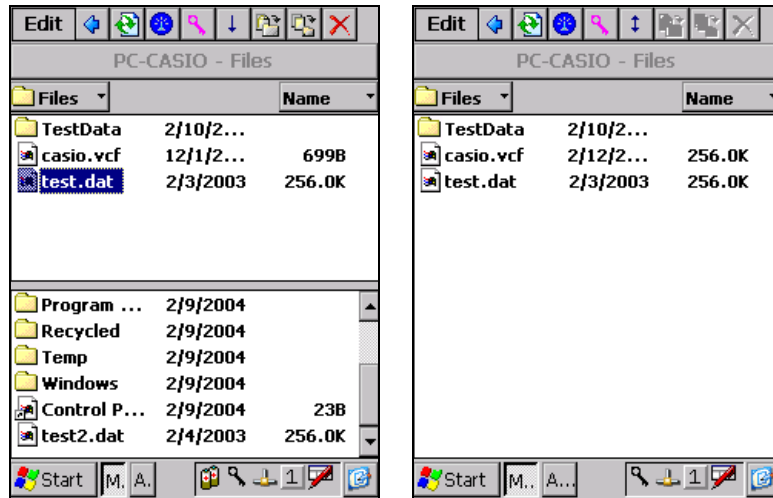 Edit
PC-CASIO - Files
Files Name
TestData 2/10/2...
casio.vcf 12/1/2... 699B
test.dat 2/3/2003 256.0K
Program ... 2/9/2004
Recycled 2/9/2004
Temp 2/9/2004
Windows 2/9/2004
Control P... 2/9/2004 23B
test2.dat 2/4/2003 256.0K
Start M. A. 1
Edit
PC-CASIO - Files
Files Name
TestData 2/10/2...
casio.vcf 2/12/2... 256.0K
test.dat 2/3/2003 256.0K
Start M.. A... 1